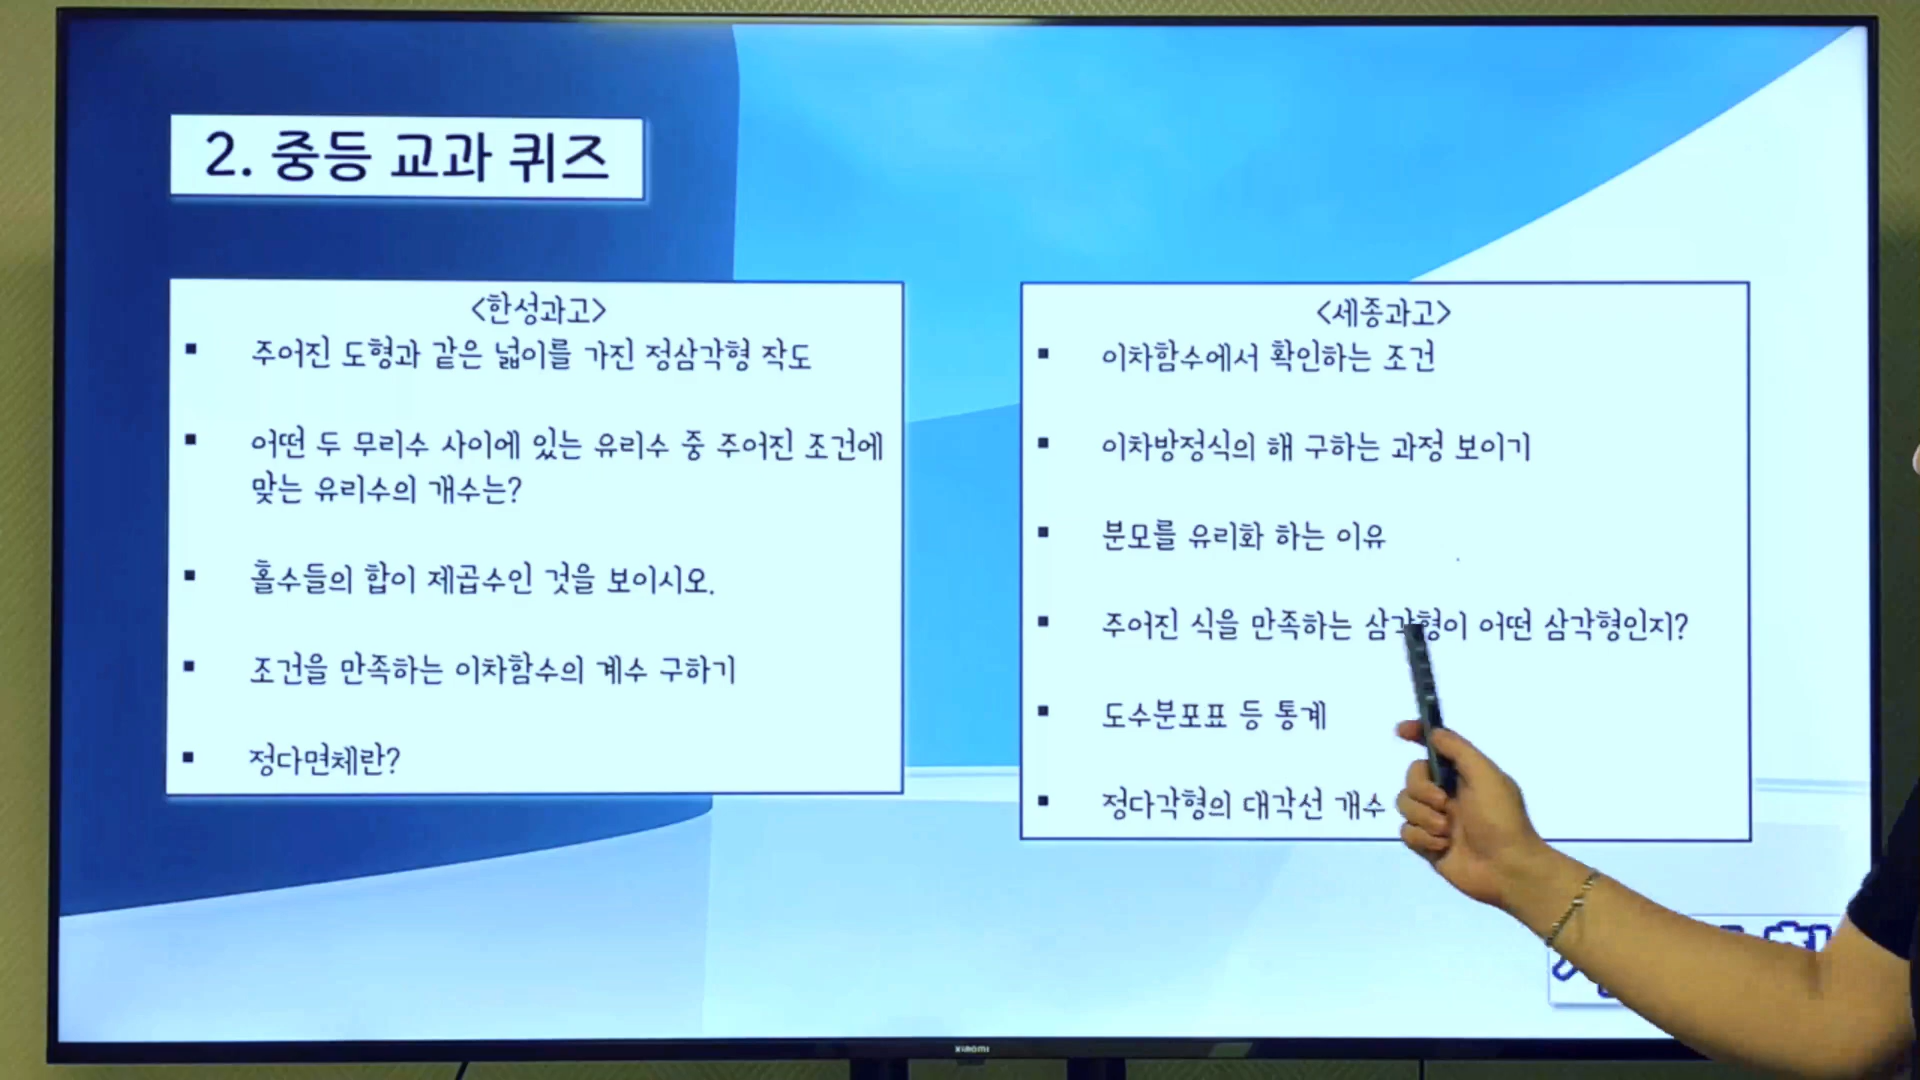 2. 중등 교과 퀴즈
<한성과고>
▪ 주어진 도형과 같은 넓이를 가진 정삼각형 작도
▪ 어떤 두 무리수 사이에 있는 유리수 중 주어진 조건에
맞는 유리수의 개수는?
▪ 홀수들의 합이 제곱수인 것을 보이시오.
▪ 조건을 만족하는 이차함수의 계수 구하기
▪ 정다면체란?
<세종과고>
▪ 이차함수에서 확인하는 조건
▪ 이차방정식의 해 구하는 과정 보이기
▪ 분모를 유리화 하는 이유
▪ 주어진 식을 만족하는 삼각형이 어떤 삼각형인지?
▪ 도수분포표 등 통계
▪ 정다각형의 대각선 개수
xiaomi